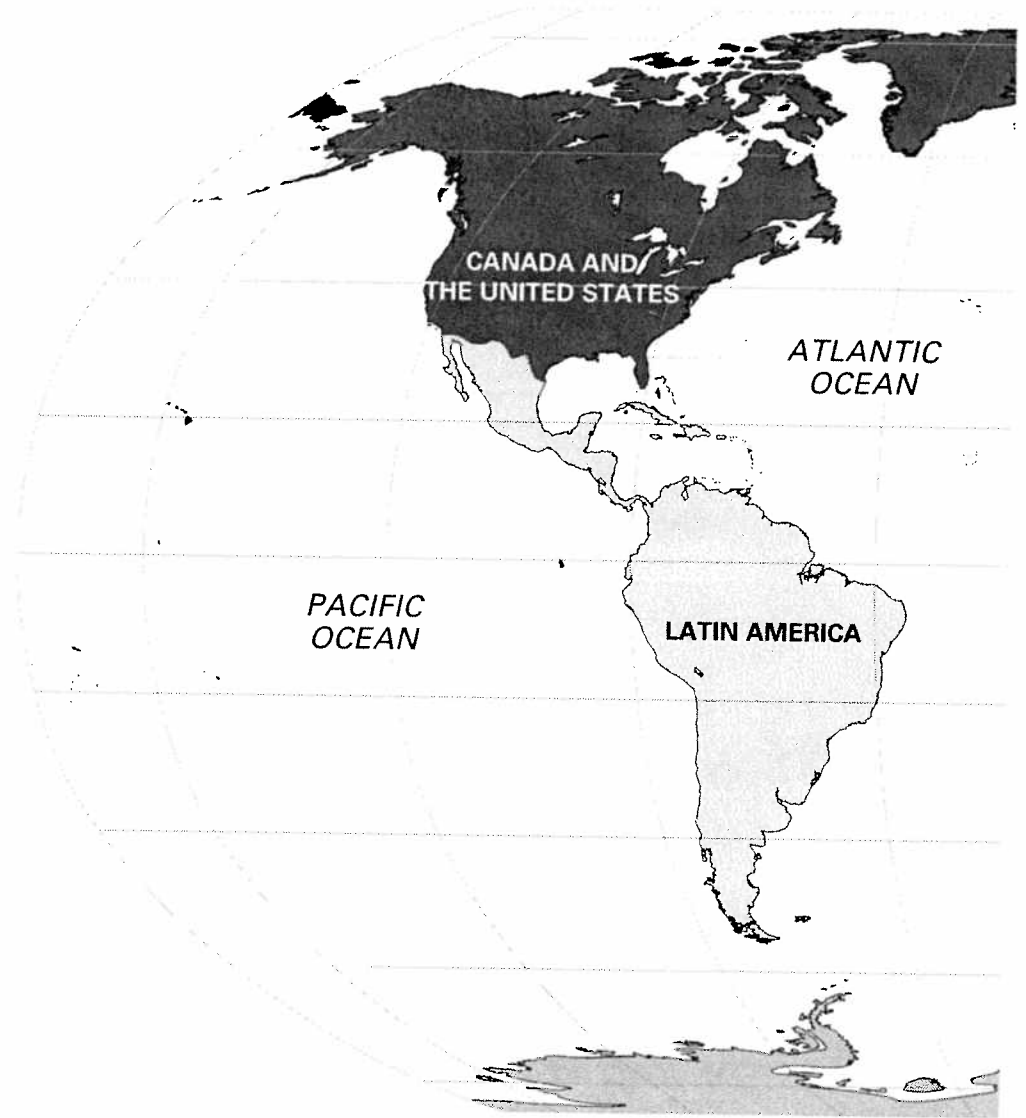 CANADA AND
THE UNITED STATES
ATLANTIC
OCEAN
PACIFIC
OCEAN
LATIN AMERICA